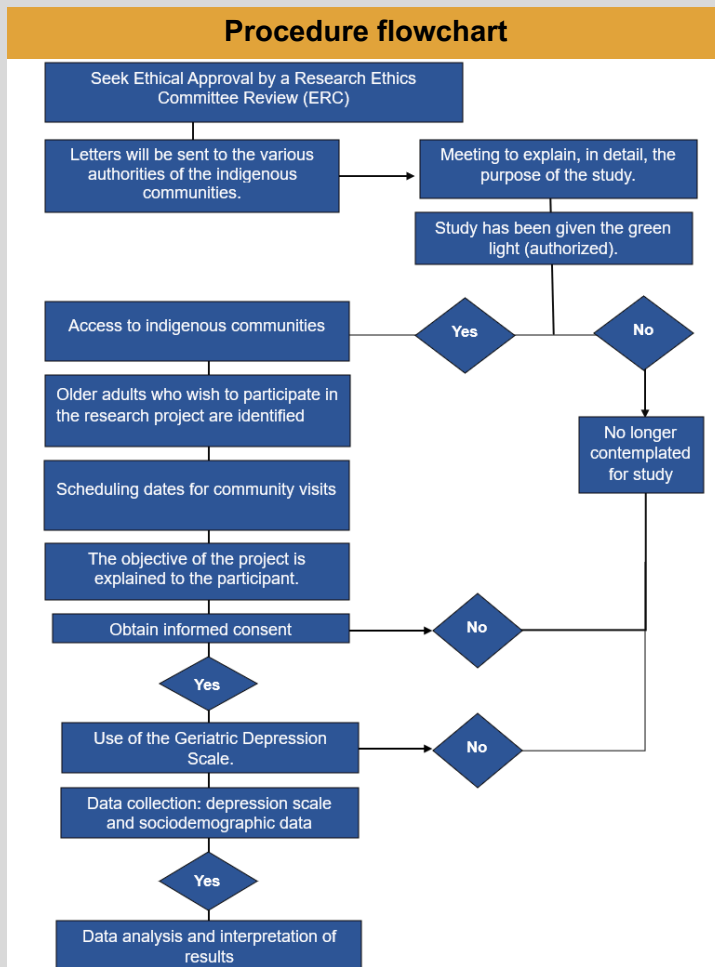 Procedure flowchart
Seek Ethical Approval by a Research Ethics
Committee Review (ERC)
Letters will be sent to the various
authorities of the indigenous
communities.
Meeting to explain, in detail, the
purpose of the study.
Study has been given the green
light (authorized).
Access to indigenous communities
Yes
No
Older adults who wish to participate in
the research project are identified
No longer
contemplated
for study
Scheduling dates for community visits
The objective of the project is
explained to the participant.
Obtain informed consent
No
Yes
Use of the Geriatric Depression
Scale.
No
Data collection: depression scale
and sociodemographic data
Yes
Data analysis and interpretation of
results